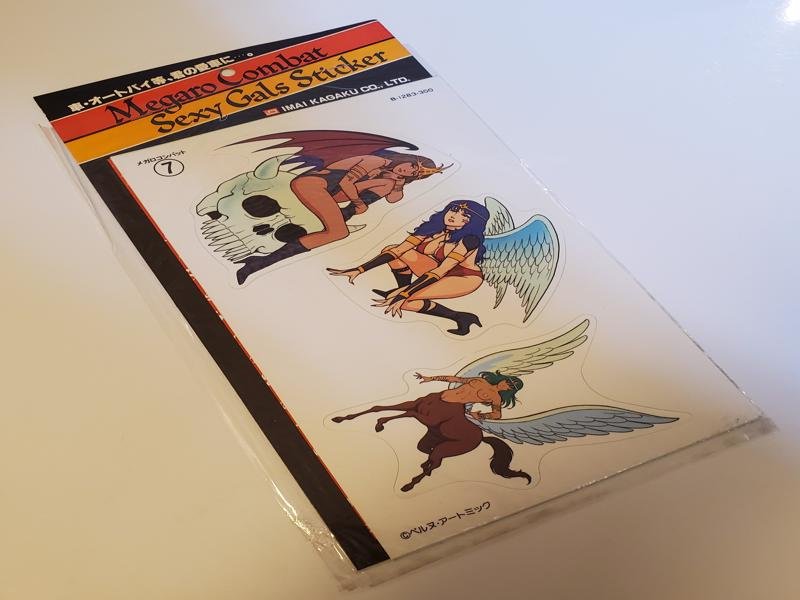 車・オートバイ等、君の愛車に…。
Megaro Combat
Sexy Gals Sticker
IMAI KAGAKU CO., LTD.
B-1283-300
メガロコンバット
7
©ベルヌ・アートミック